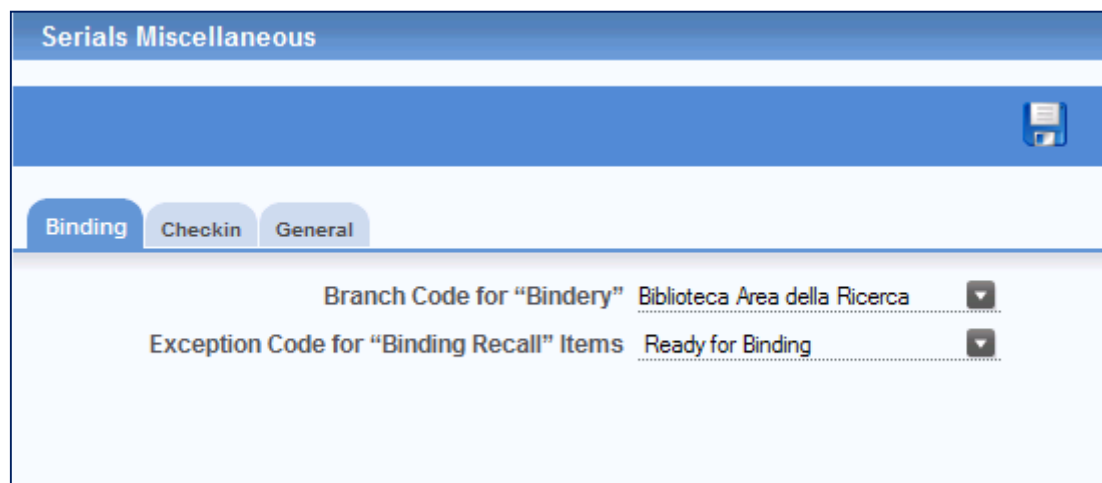 Serials Miscellaneous
Binding Checkin General
Branch Code for “Bindery” Biblioteca Area della Ricerca
Exception Code for “Binding Recall” Items Ready for Binding